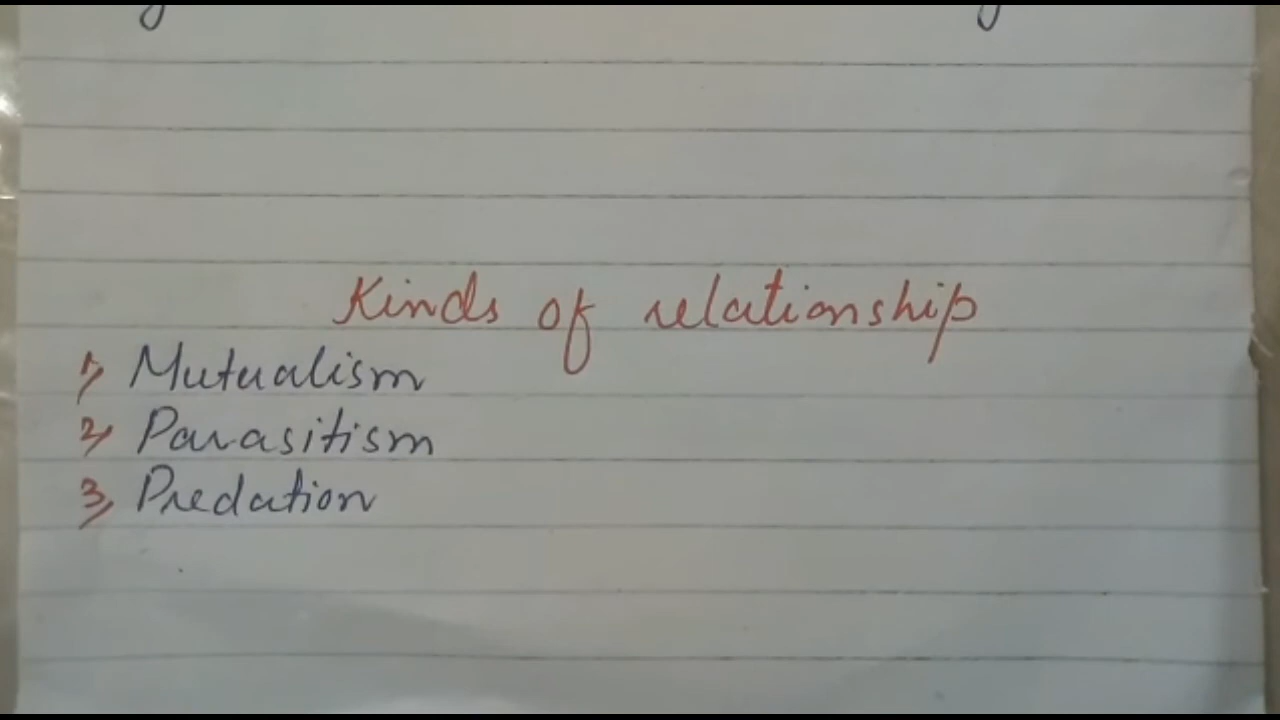 Kinds of relationship
1, Mutualism
2, Parasitism
3, Predation